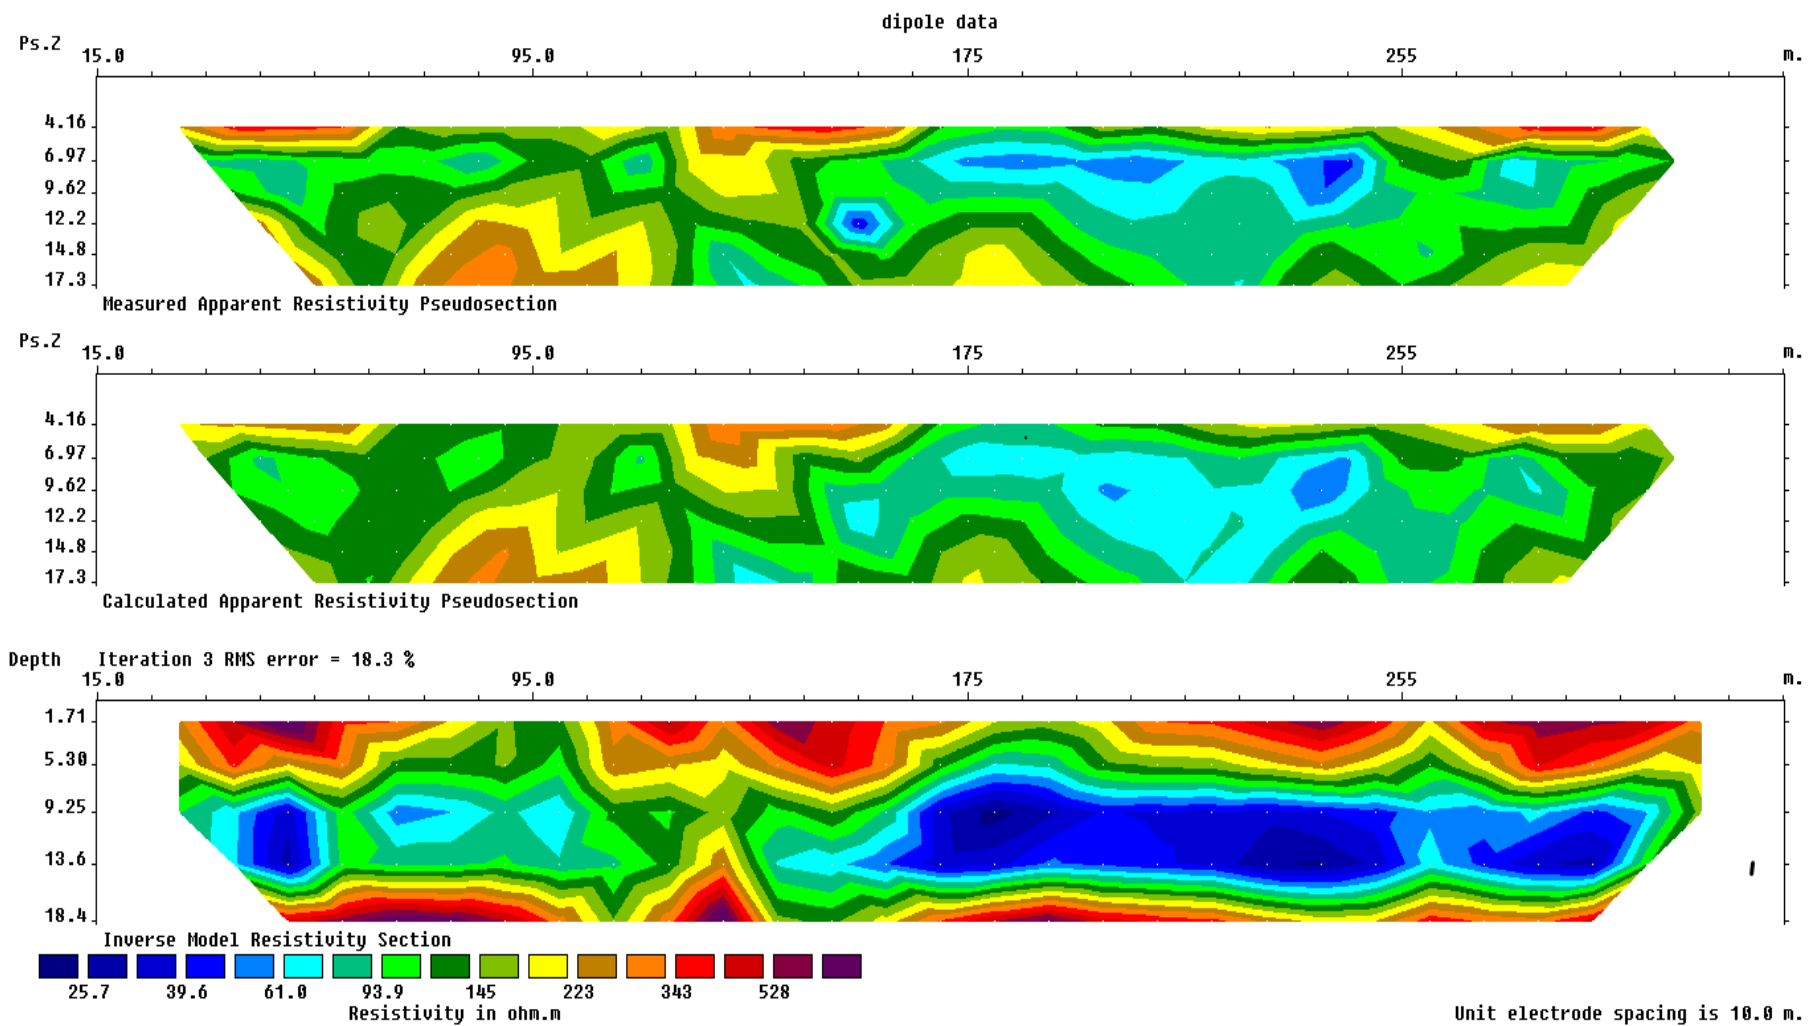 dipole data
Ps.Z 15.0 95.0 175 255 m.
4.16
6.97
9.62
12.2
14.8
17.3
Measured Apparent Resistivity Pseudosection
Ps.Z 15.0 95.0 175 255 m.
4.16
6.97
9.62
12.2
14.8
17.3
Calculated Apparent Resistivity Pseudosection
Depth Iteration 3 RMS error = 18.3 %
15.0 95.0 175 255 m.
1.71
5.30
9.25
13.6
18.4
Inverse Model Resistivity Section
25.7 39.6 61.0 93.9 145 223 343 528
Resistivity in ohm.m
Unit electrode spacing is 10.0 m.